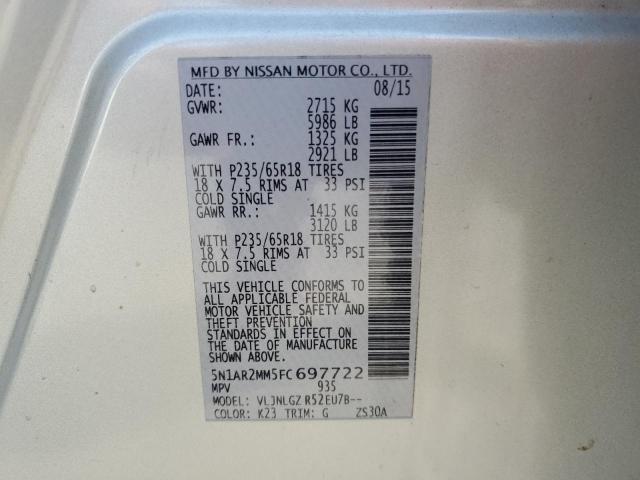 MFD BY NISSAN MOTOR CO., LTD.
DATE: 08/15
GVWR: 2715 KG
5986 LB
GAWR FR.: 1325 KG
2921 LB
WITH P235/65R18 TIRES
18 X 7.5 RIMS AT 33 PSI
COLD SINGLE
GAWR RR.: 1415 KG
3120 LB
WITH P235/65R18 TIRES
18 X 7.5 RIMS AT 33 PSI
COLD SINGLE
THIS VEHICLE CONFORMS TO
ALL APPLICABLE FEDERAL
MOTOR VEHICLE SAFETY AND
THEFT PREVENTION
STANDARDS IN EFFECT ON
THE DATE OF MANUFACTURE
SHOWN ABOVE.
5N1AR2MM5FC697722
MPV 935
MODEL: VLJNLGZ R52EU7B--
COLOR: K23 TRIM: G ZS30A